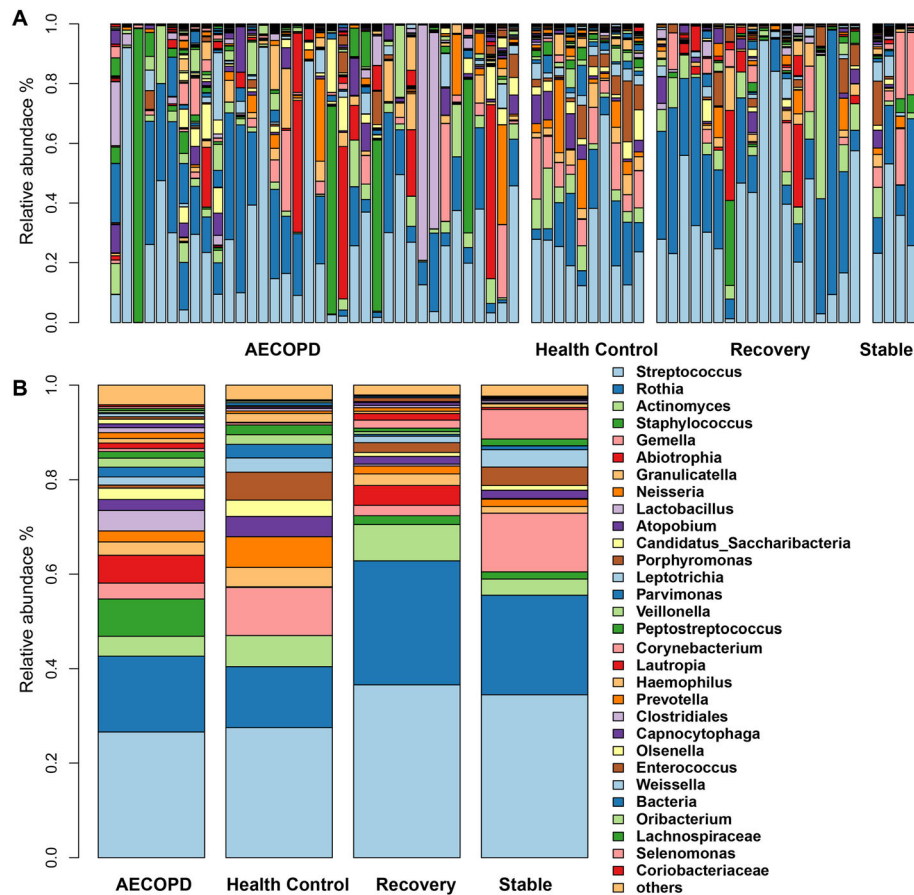 A
Relative abundace %
1.0
0.8
0.6
0.4
0.2
0.0
AECOPD
Health Control
Recovery
Stable
B
Relative abundace %
1.0
0.8
0.6
0.4
0.2
0.0
AECOPD
Health Control
Recovery
Stable
Streptococcus
Rothia
Actinomyces
Staphylococcus
Gemella
Abiotrophia
Granulicatella
Neisseria
Lactobacillus
Atopobium
Candidatus_Saccharibacteria
Porphyromonas
Leptotrichia
Parvimonas
Veillonella
Peptostreptococcus
Corynebacterium
Lautropia
Haemophilus
Prevotella
Clostridiales
Capnocytophaga
Olsenella
Enterococcus
Weissella
Bacteria
Oribacterium
Lachnospiraceae
Selenomonas
Coriobacteriaceae
others